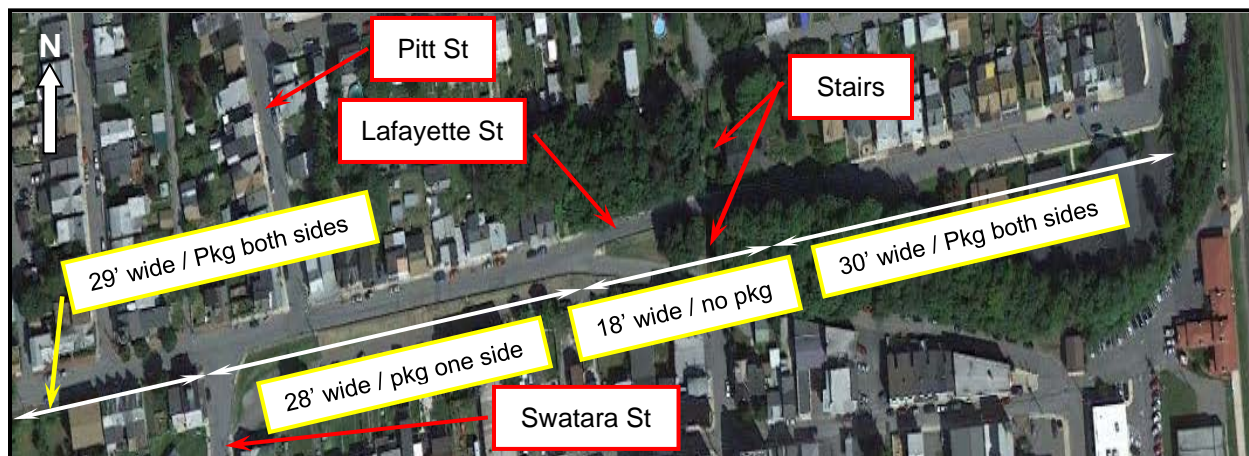 N
Pitt St
Lafayette St
Stairs
29’ wide / Pkg both sides
28’ wide / pkg one side
18’ wide / no pkg
30’ wide / Pkg both sides
Swatara St